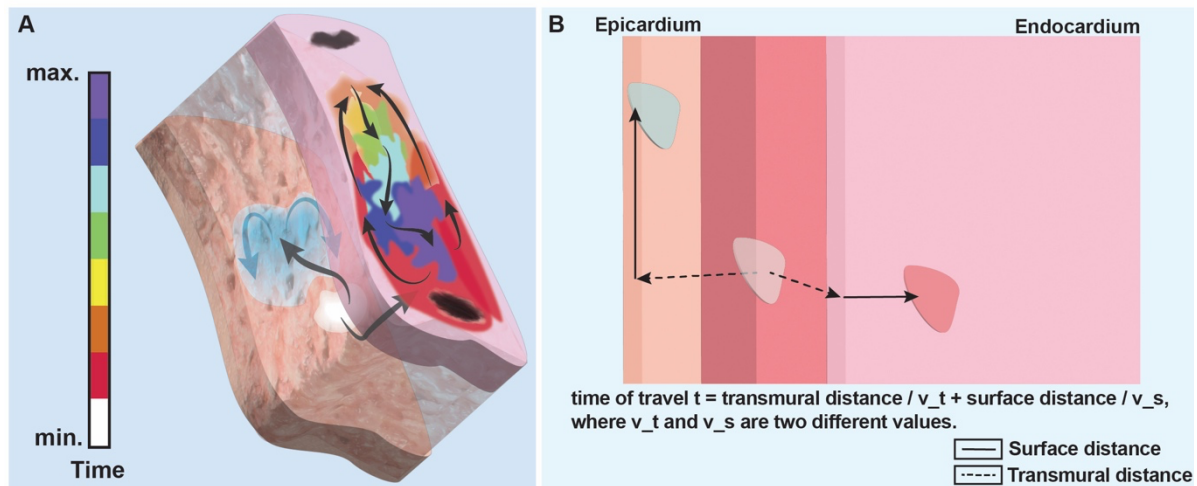 A
max.
min.
Time
B
Epicardium
Endocardium
time of travel t = transmural distance / v_t + surface distance / v_s,
where v_t and v_s are two different values.
Surface distance
Transmural distance